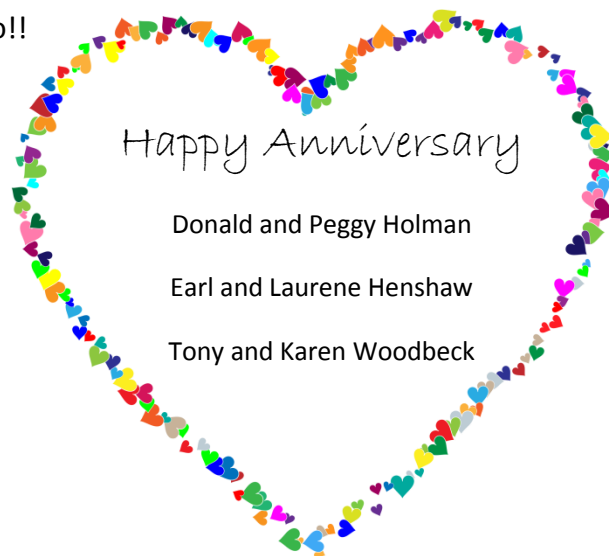 !!
Happy Anniversary
Donald and Peggy Holman
Earl and Laurene Henshaw
Tony and Karen Woodbeck